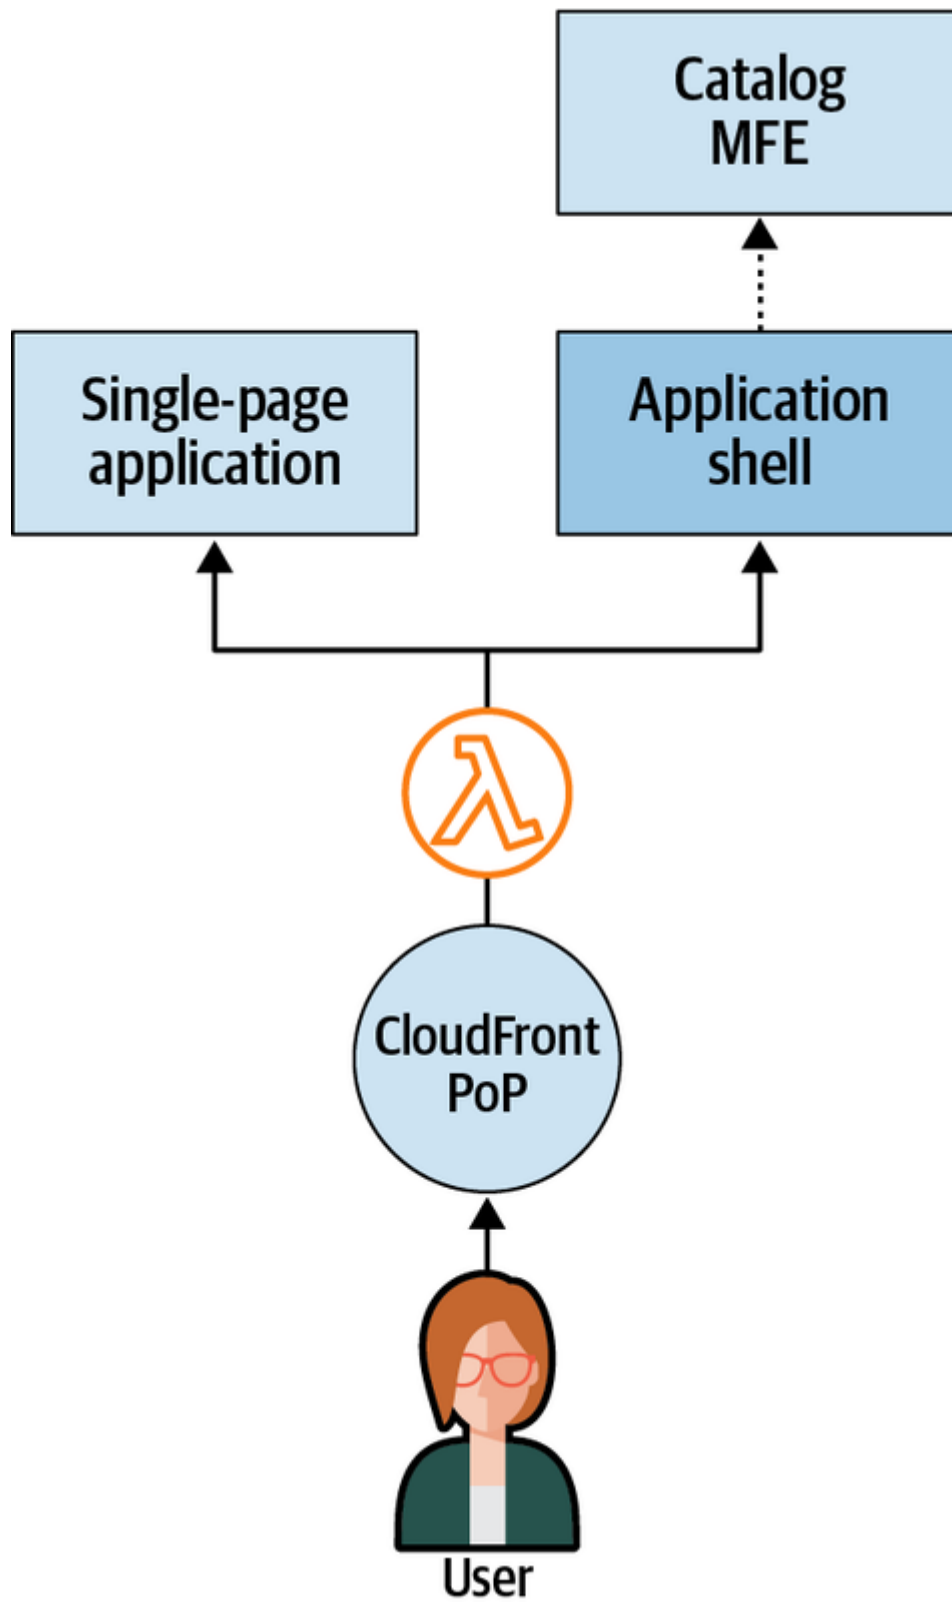 Catalog
MFE
Single-page
application
Application
shell
CloudFront
PoP
User